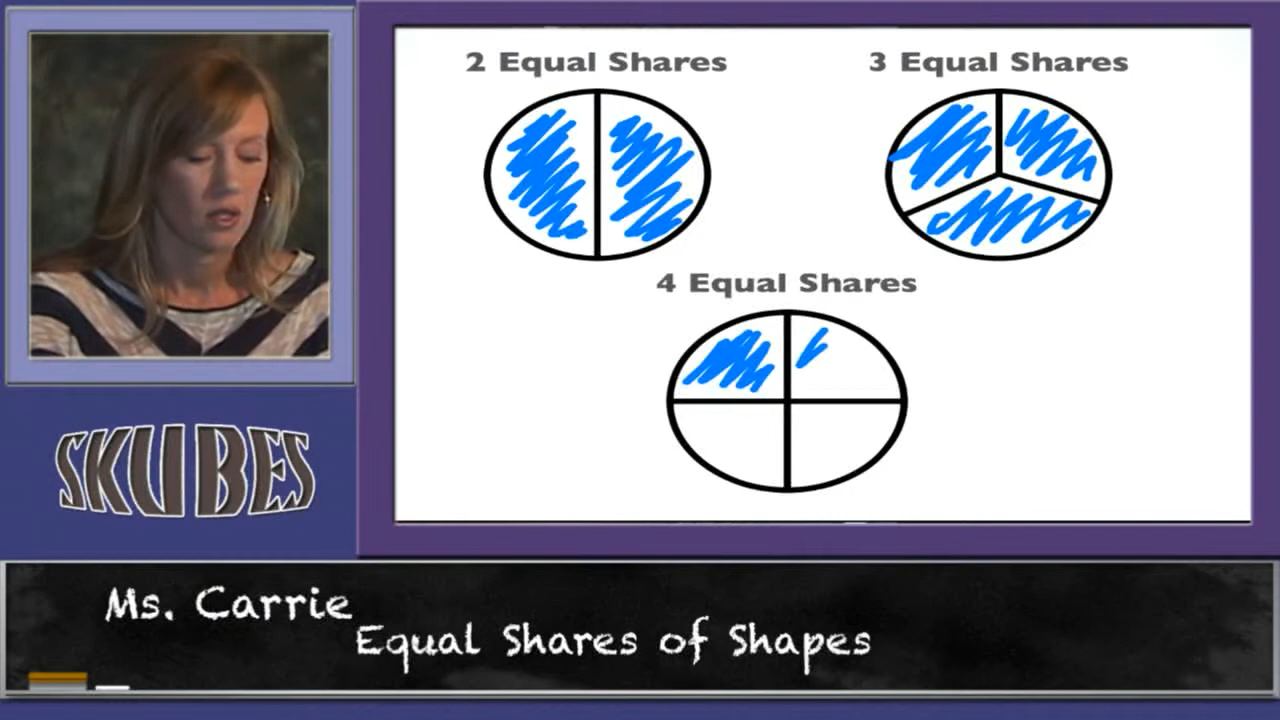 2 Equal Shares
3 Equal Shares
4 Equal Shares
SKUBES
Ms. Carrie
Equal Shares of Shapes